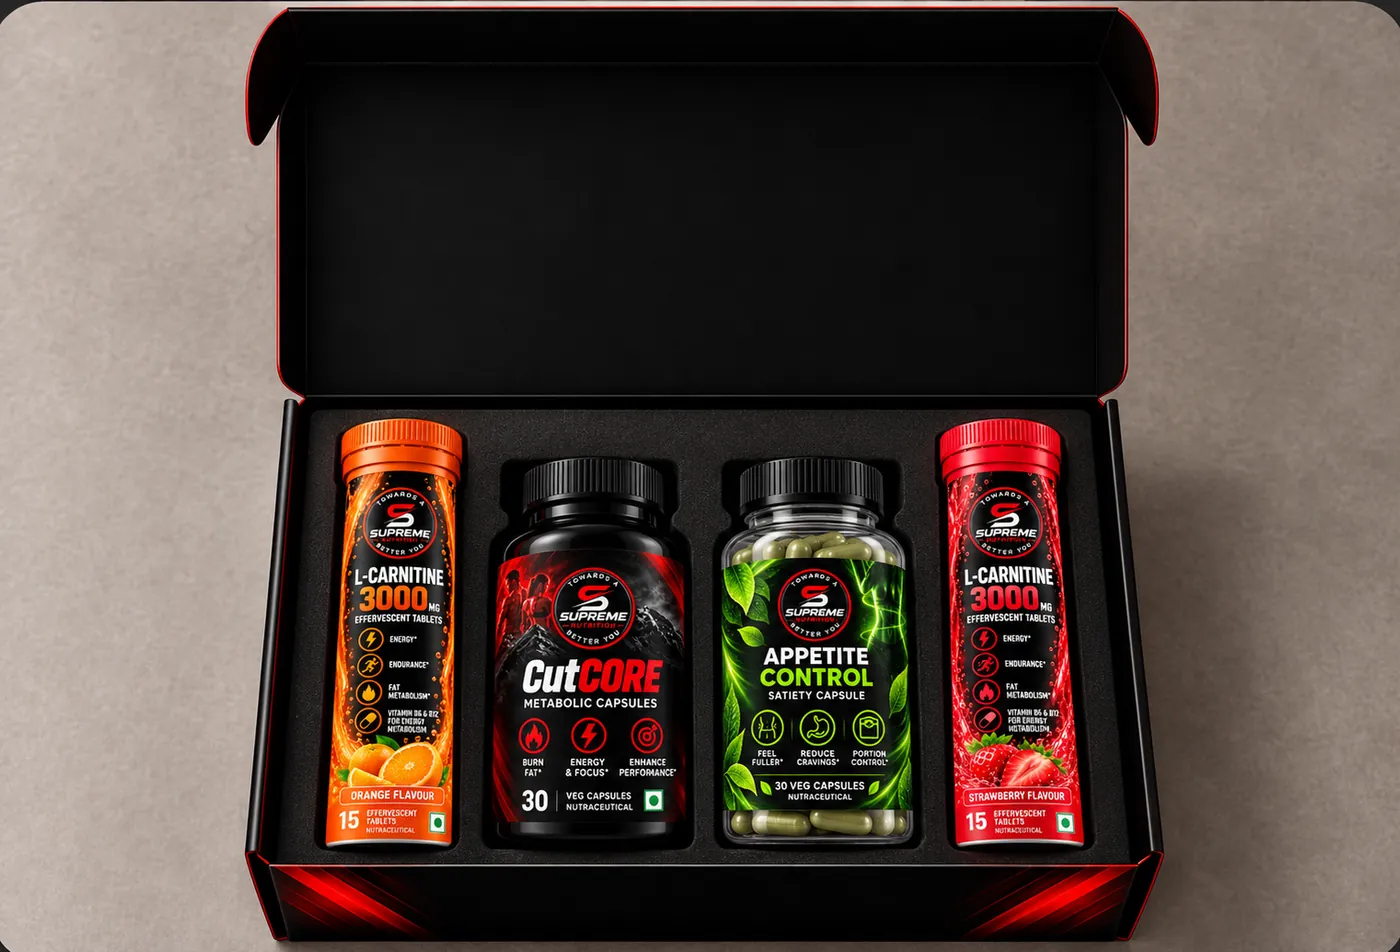 TOWARDS A
SUPREME
NUTRITION
BETTER YOU
L-CARNITINE
3000 MG
EFFERVESCENT TABLETS
ENERGY*
ENDURANCE*
FAT
METABOLISM*
VITAMIN B6 & B12
FOR ENERGY
METABOLISM*
ORANGE FLAVOUR
15 EFFERVESCENT
TABLETS
NUTRACEUTICAL
TOWARDS A
SUPREME
NUTRITION
BETTER YOU
CutCORE
METABOLIC CAPSULES
BURN
FAT*
ENERGY
& FOCUS*
ENHANCE
PERFORMANCE*
30 VEG CAPSULES
NUTRACEUTICAL
TOWARDS A
SUPREME
NUTRITION
BETTER YOU
APPETITE
CONTROL
SATIETY CAPSULE
FEEL
FULLER*
REDUCE
CRAVINGS*
PORTION
CONTROL*
30 VEG CAPSULES
NUTRACEUTICAL
TOWARDS A
SUPREME
NUTRITION
BETTER YOU
L-CARNITINE
3000 MG
EFFERVESCENT TABLETS
ENERGY*
ENDURANCE*
FAT
METABOLISM*
VITAMIN B6 & B12
FOR ENERGY
METABOLISM*
STRAWBERRY FLAVOUR
15 EFFERVESCENT
TABLETS
NUTRACEUTICAL